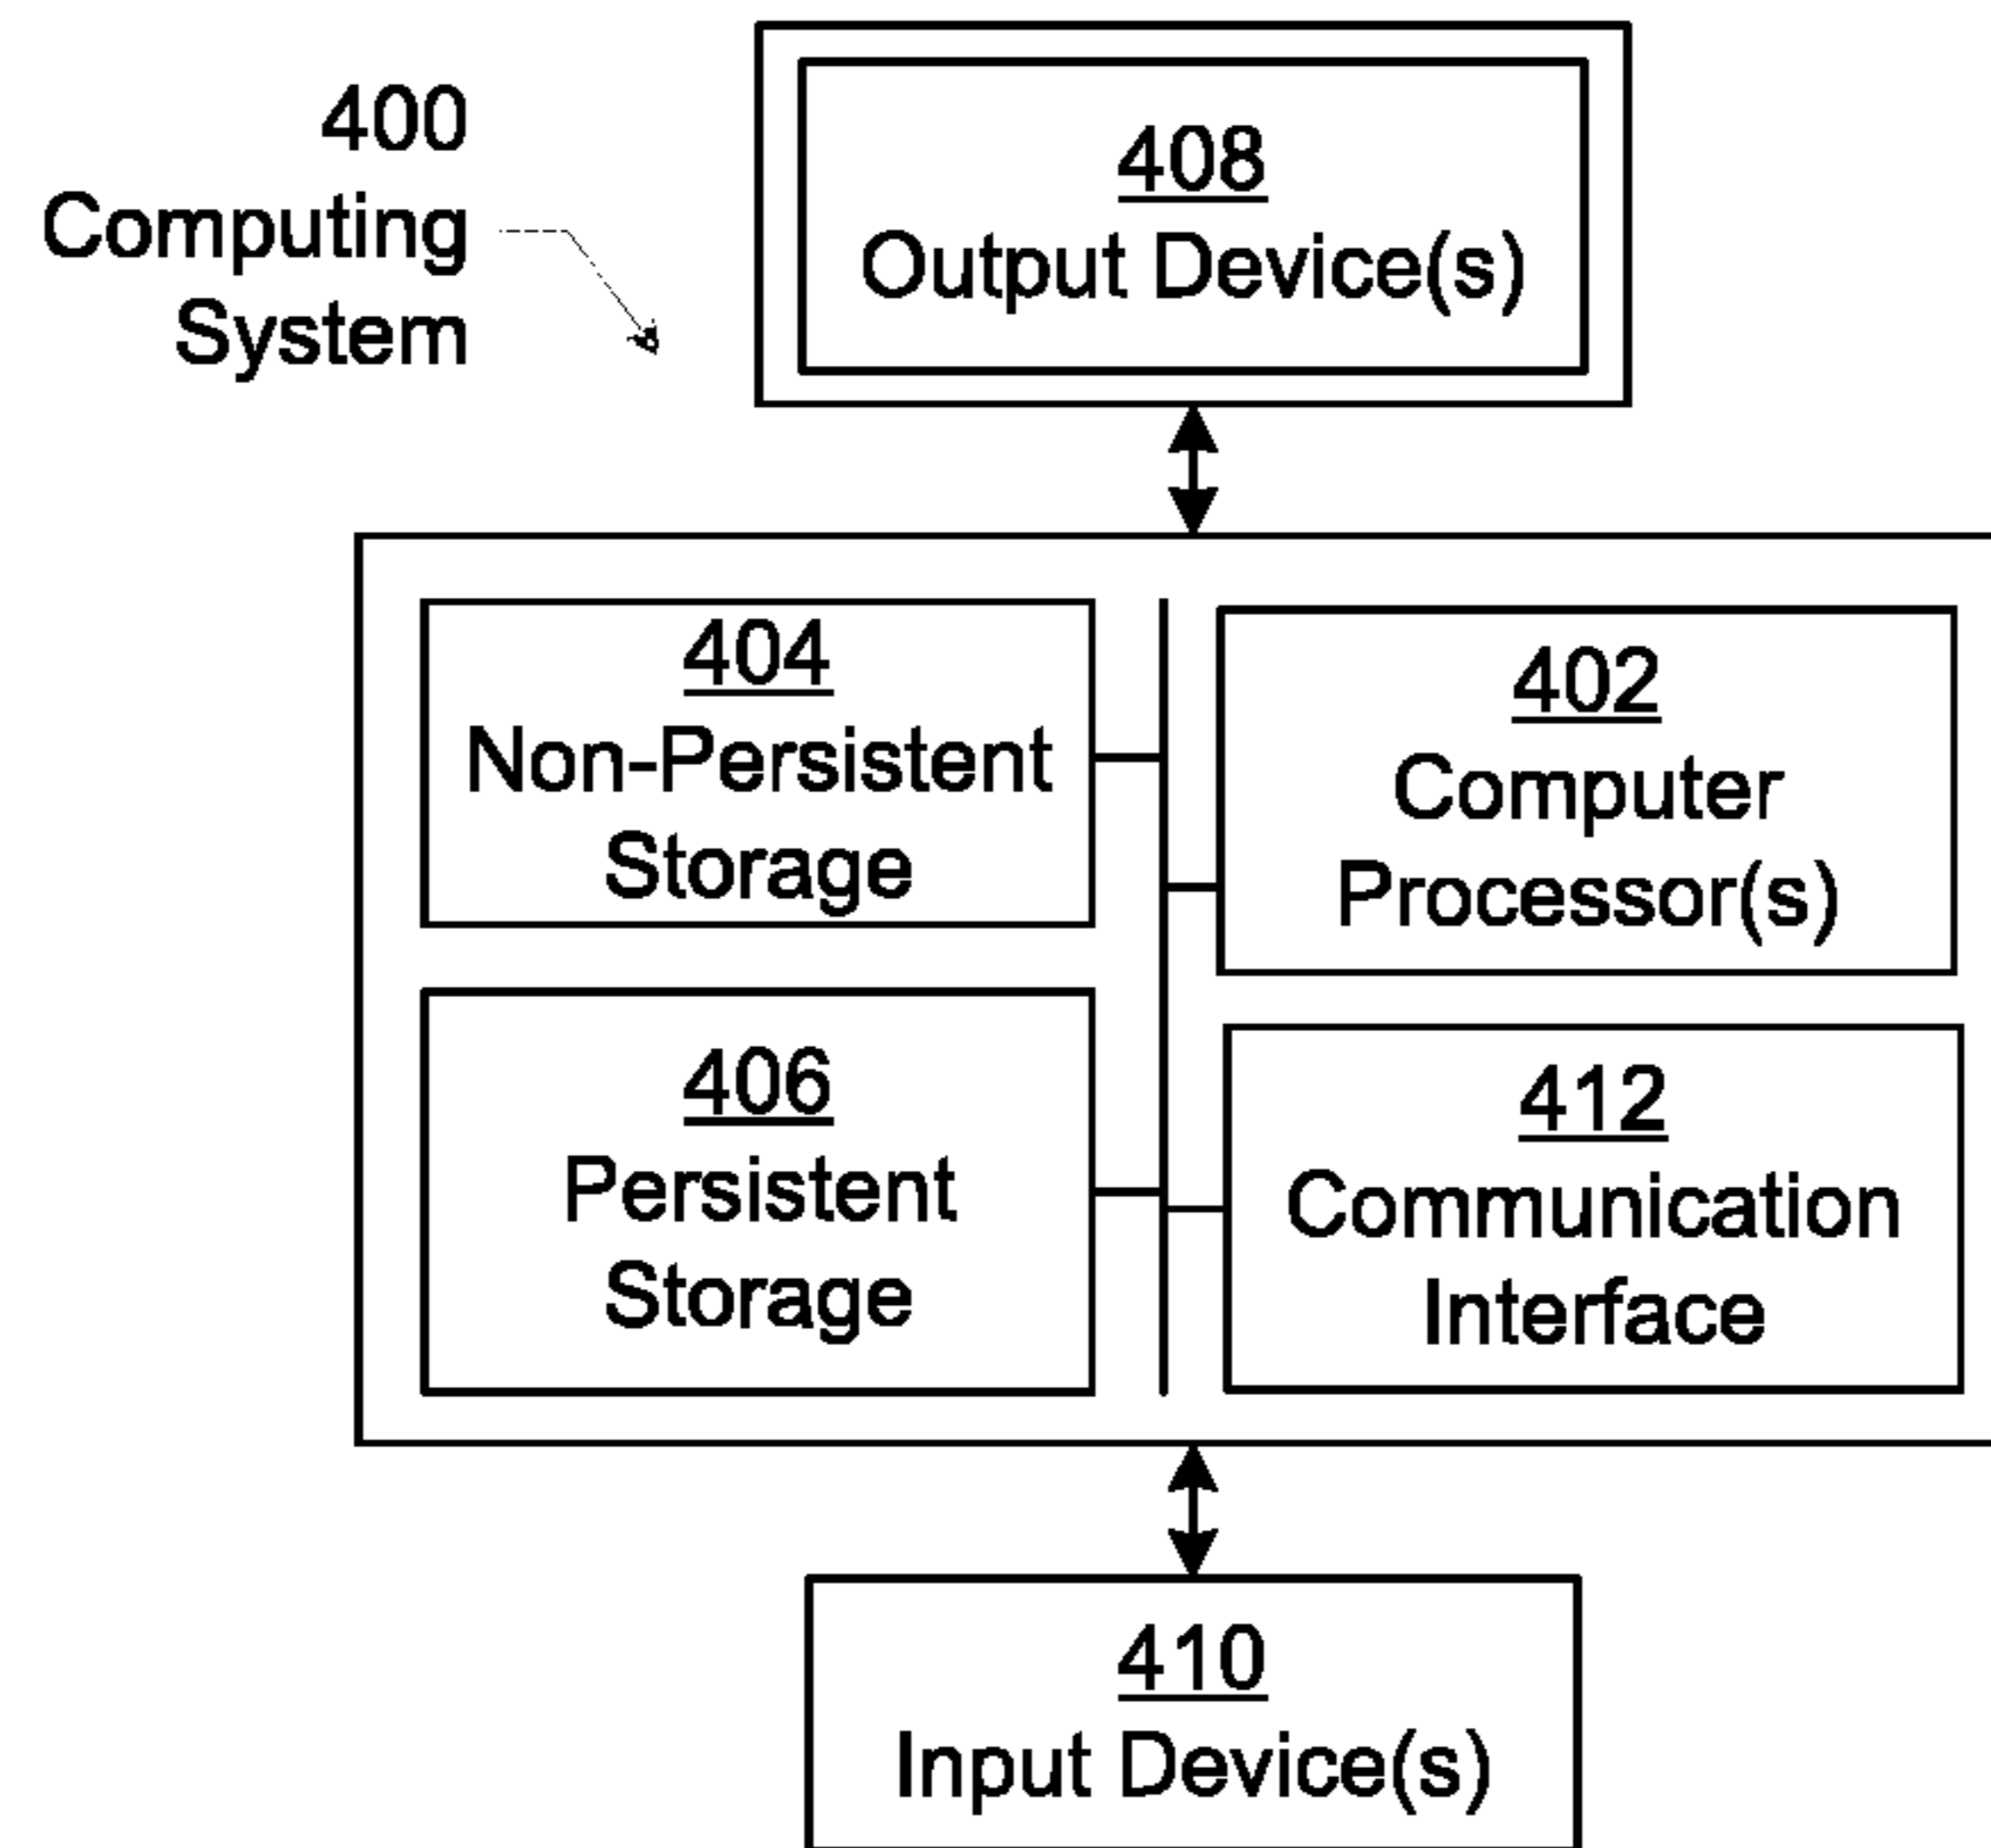 400
Computing
System
408
Output Device(s)
404
Non-Persistent
Storage
402
Computer
Processor(s)
406
Persistent
Storage
412
Communication
Interface
410
Input Device(s)